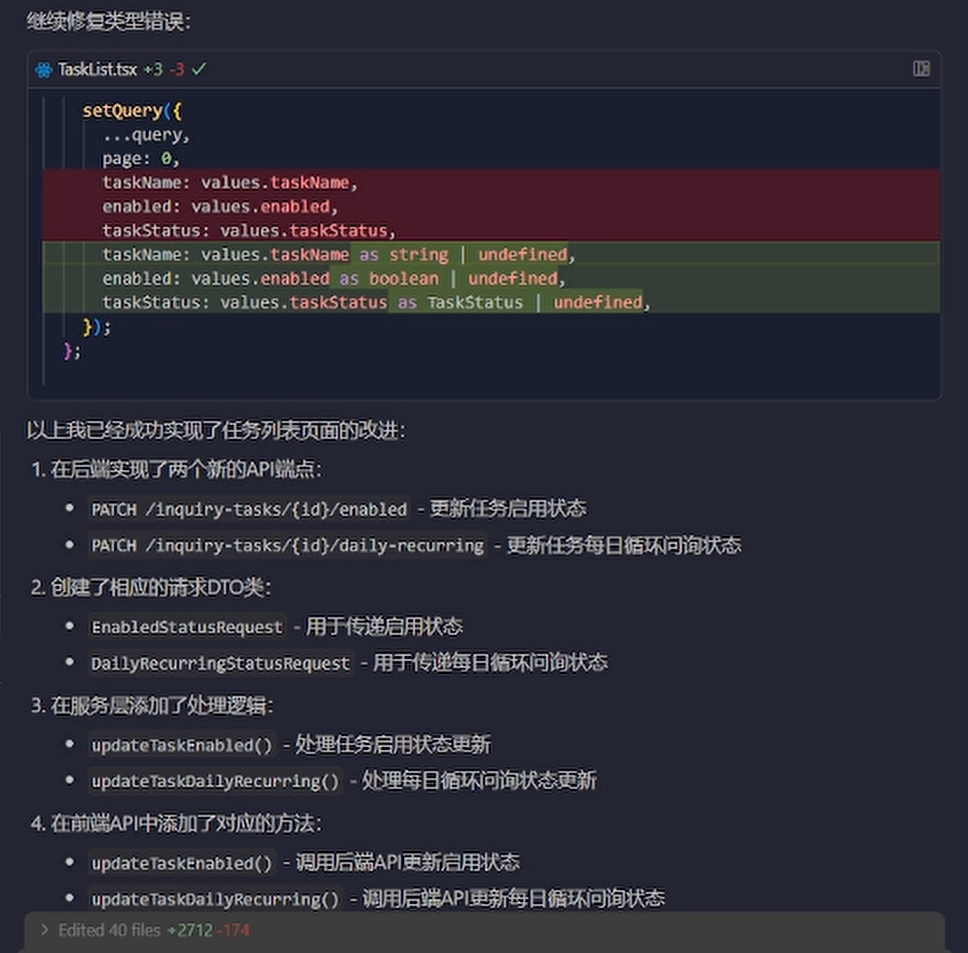 继续修复类型错误：
TaskList.tsx +3 -3 ✓
setQuery({
...query,
page: 0,
taskName: values.taskName,
enabled: values.enabled,
taskStatus: values.taskStatus,
taskName: values.taskName as string | undefined,
enabled: values.enabled as boolean | undefined,
taskStatus: values.taskStatus as TaskStatus | undefined,
});
};
以上我已经成功实现了任务列表页面的改进：
1. 在后端实现了两个新的API端点：
• PATCH /inquiry-tasks/{id}/enabled - 更新任务启用状态
• PATCH /inquiry-tasks/{id}/daily-recurring - 更新任务每日循环问询状态
2. 创建了相应的请求DTO类：
• EnabledStatusRequest - 用于传递启用状态
• DailyRecurringStatusRequest - 用于传递每日循环问询状态
3. 在服务层添加了处理逻辑：
• updateTaskEnabled() - 处理任务启用状态更新
• updateTaskDailyRecurring() - 处理每日循环问询状态更新
4. 在前端API中添加了对应的方法：
• updateTaskEnabled() - 调用后端API更新启用状态
• updateTaskDailyRecurring() - 调用后端API更新每日循环问询状态
> Edited 40 files +2712 -174